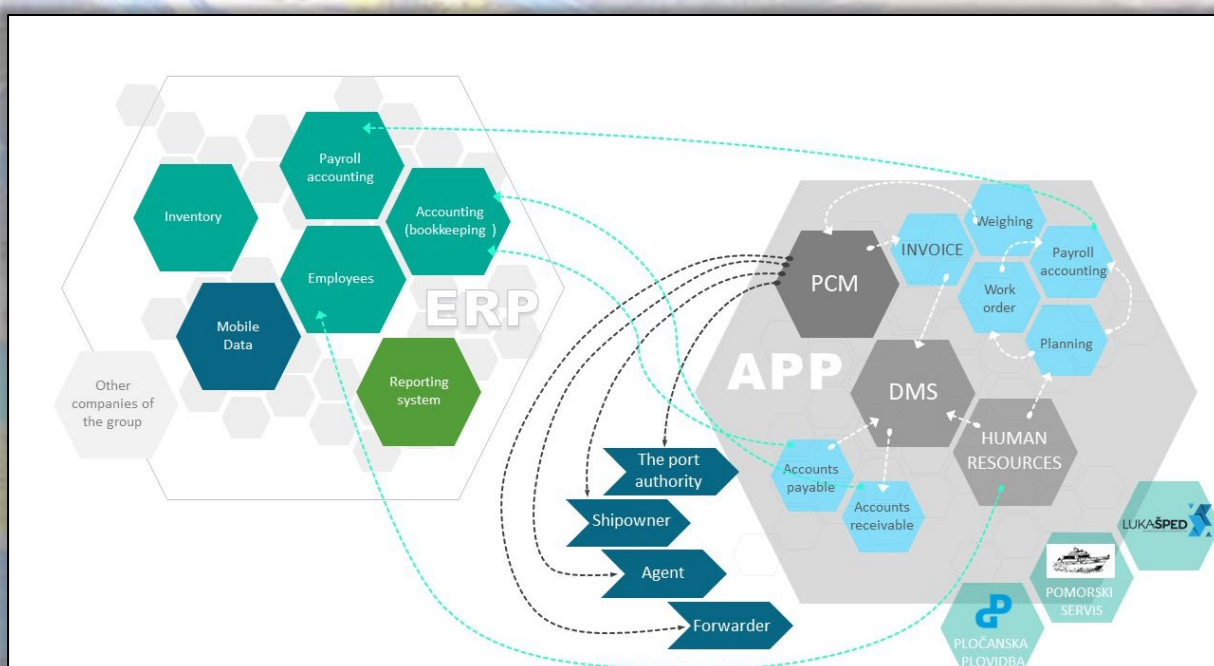 Payroll
accounting
Inventory
Accounting
(bookkeeping )
Employees
ERP
Mobile
Data
Reporting
system
Other
companies of
the group
Weighing
INVOICE
Payroll
accounting
PCM
Work
order
Planning
APP
DMS
HUMAN
RESOURCES
Accounts
payable
Accounts
receivable
The port
authority
Shipowner
Agent
Forwarder
LUKAŠPED
POMORSKI
SERVIS
PLOČANSKA
PLOVIDBA